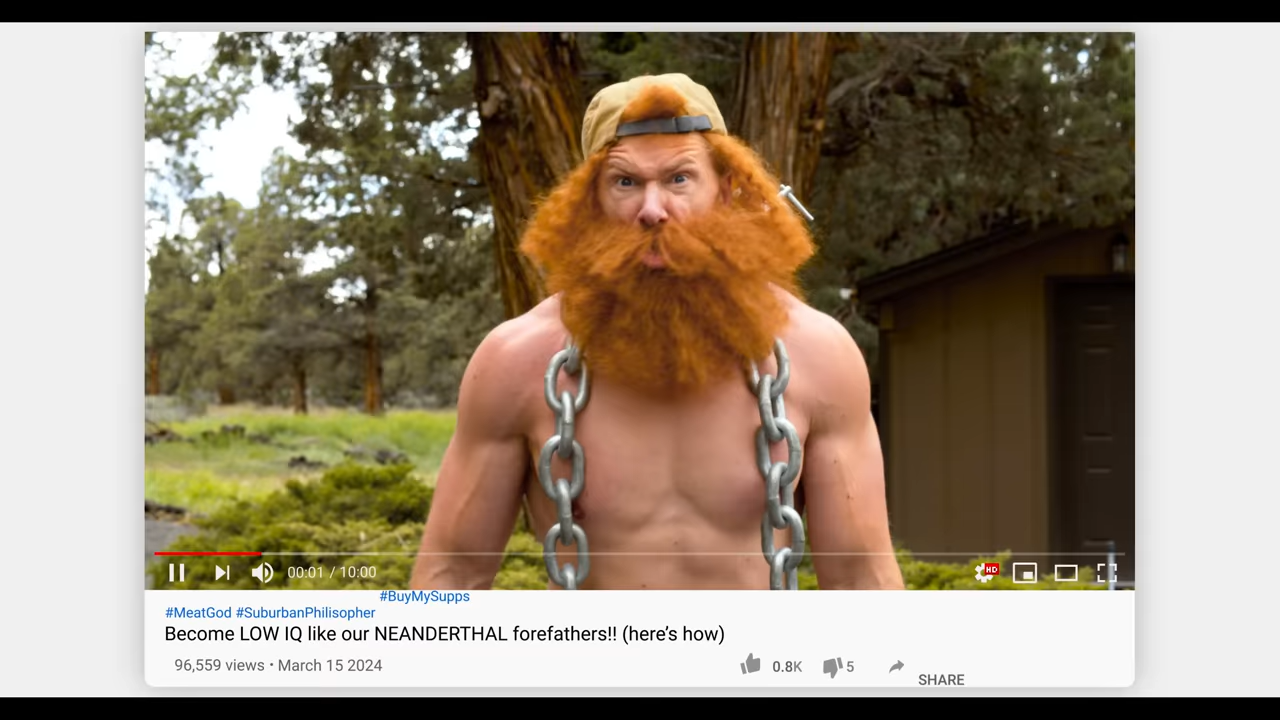 HD
00:01 / 10:00
#BuyMySupps
#MeatGod #SuburbanPhilisopher
Become LOW IQ like our NEANDERTHAL forefathers!! (here’s how)
96,559 views • March 15 2024
0.8K
5
SHARE